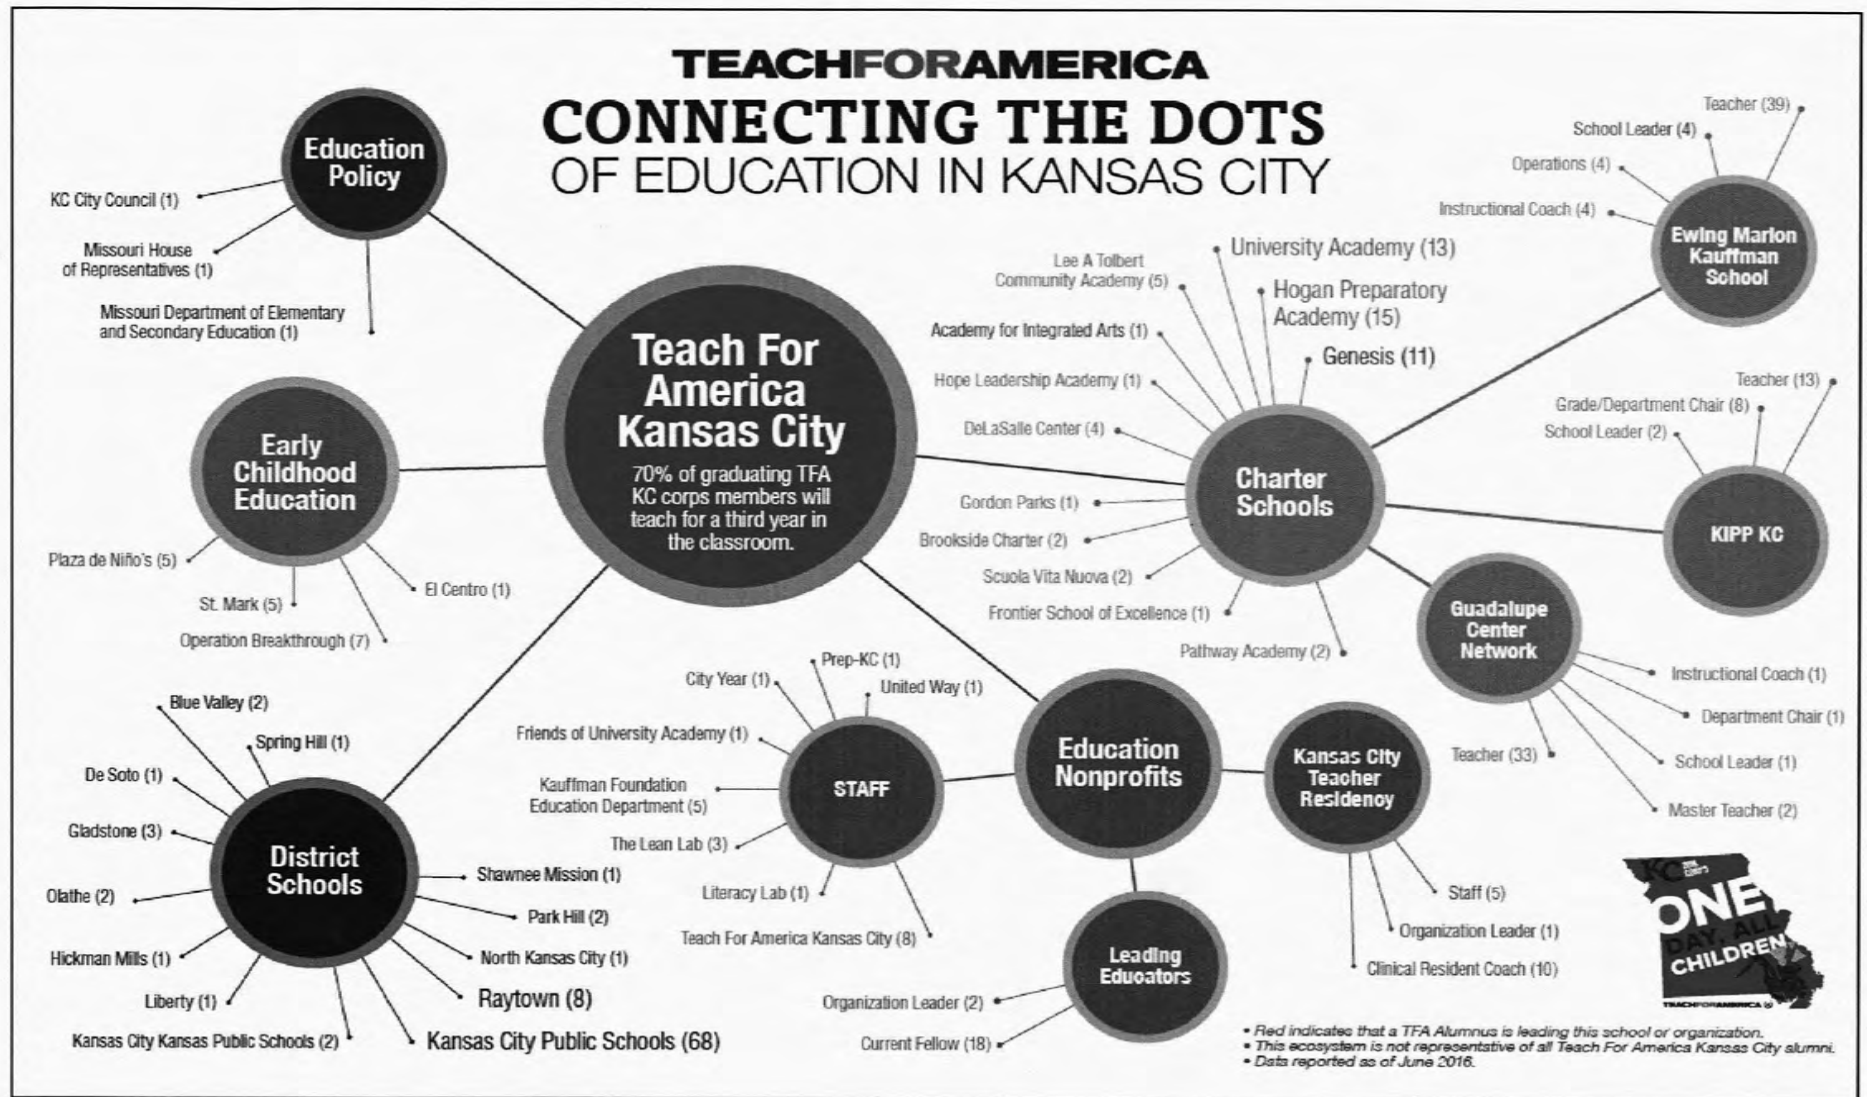 TEACHFORAMERICA
CONNECTING THE DOTS
OF EDUCATION IN KANSAS CITY
Education
Policy
KC City Council (1)
Missouri House
of Representatives (1)
Missouri Department of Elementary
and Secondary Education (1)
Teach For
America
Kansas City
70% of graduating TFA
KC corps members will
teach for a third year in
the classroom.
Early
Childhood
Education
Plaza de Niño's (5)
St. Mark (5)
Operation Breakthrough (7)
El Centro (1)
District
Schools
Blue Valley (2)
Spring Hill (1)
De Soto (1)
Gladstone (3)
Olathe (2)
Hickman Mills (1)
Liberty (1)
Kansas City Kansas Public Schools (2)
Kansas City Public Schools (68)
Raytown (8)
North Kansas City (1)
Park Hill (2)
Shawnee Mission (1)
Charter
Schools
University Academy (13)
Hogan Preparatory
Academy (15)
Genesis (11)
Lee A Tolbert
Community Academy (5)
Academy for Integrated Arts (1)
Hope Leadership Academy (1)
DeLaSalle Center (4)
Gordon Parks (1)
Brookside Charter (2)
Scuola Vita Nuova (2)
Frontier School of Excellence (1)
Pathway Academy (2)
Ewing Marion
Kauffman
School
Teacher (39)
School Leader (4)
Operations (4)
Instructional Coach (4)
KIPP KC
Teacher (13)
Grade/Department Chair (8)
School Leader (2)
Guadalupe
Center
Network
Instructional Coach (1)
Department Chair (1)
School Leader (1)
Master Teacher (2)
Teacher (33)
Education
Nonprofits
STAFF
City Year (1)
Prep-KC (1)
United Way (1)
Friends of University Academy (1)
Kauffman Foundation
Education Department (5)
The Lean Lab (3)
Literacy Lab (1)
Teach For America Kansas City (8)
Kansas City
Teacher
Residency
Staff (5)
Organization Leader (1)
Clinical Resident Coach (10)
Leading
Educators
Organization Leader (2)
Current Fellow (18)
KC
ONE
DAY, ALL
CHILDREN
TEACHFORAMERICA
• Red indicates that a TFA Alumnus is leading this school or organization.
• This ecosystem is not representative of all Teach For America Kansas City alumni.
• Data reported as of June 2016.